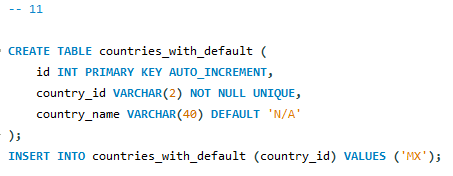 -- 11
CREATE TABLE countries_with_default (
id INT PRIMARY KEY AUTO_INCREMENT,
country_id VARCHAR(2) NOT NULL UNIQUE,
country_name VARCHAR(40) DEFAULT 'N/A'
);
INSERT INTO countries_with_default (country_id) VALUES ('MX');